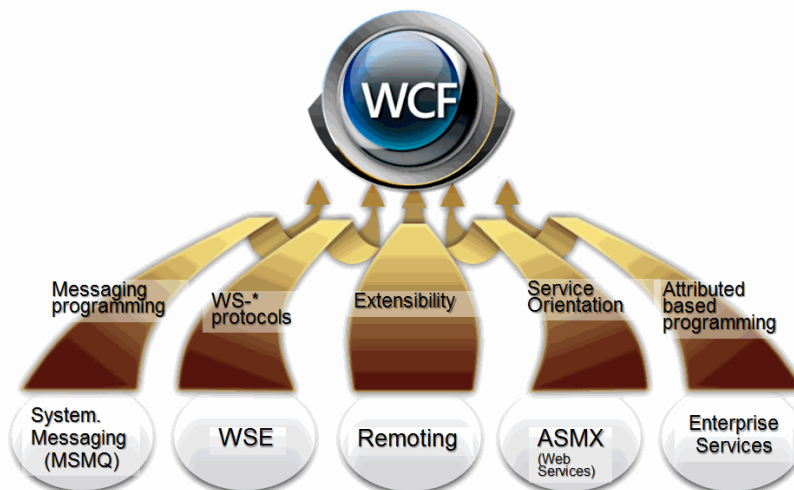 WCF
Messaging
programming
WS-*
protocols
Extensibility
Service
Orientation
Attributed
based
programming
System.
Messaging
(MSMQ)
WSE
Remoting
ASMX
(Web
Services)
Enterprise
Services